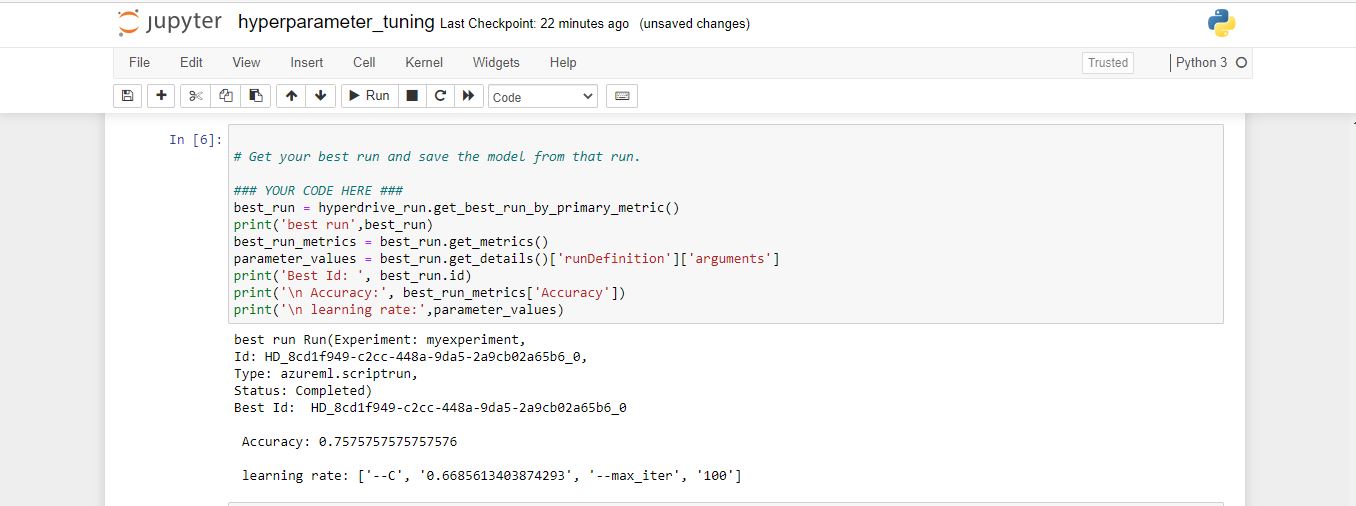 jupyter hyperparameter_tuning Last Checkpoint: 22 minutes ago (unsaved changes)
File Edit View Insert Cell Kernel Widgets Help Trusted Python 3
Run Code
In [6]:
# Get your best run and save the model from that run.
### YOUR CODE HERE ###
best_run = hyperdrive_run.get_best_run_by_primary_metric()
print('best run',best_run)
best_run_metrics = best_run.get_metrics()
parameter_values = best_run.get_details()['runDefinition']['arguments']
print('Best Id: ', best_run.id)
print('\n Accuracy:', best_run_metrics['Accuracy'])
print('\n learning rate:',parameter_values)
best run Run(Experiment: myexperiment,
Id: HD_8cd1f949-c2cc-448a-9da5-2a9cb02a65b6_0,
Type: azureml.scriptrun,
Status: Completed)
Best Id:  HD_8cd1f949-c2cc-448a-9da5-2a9cb02a65b6_0
Accuracy: 0.7575757575757576
learning rate: ['--C', '0.6685613403874293', '--max_iter', '100']